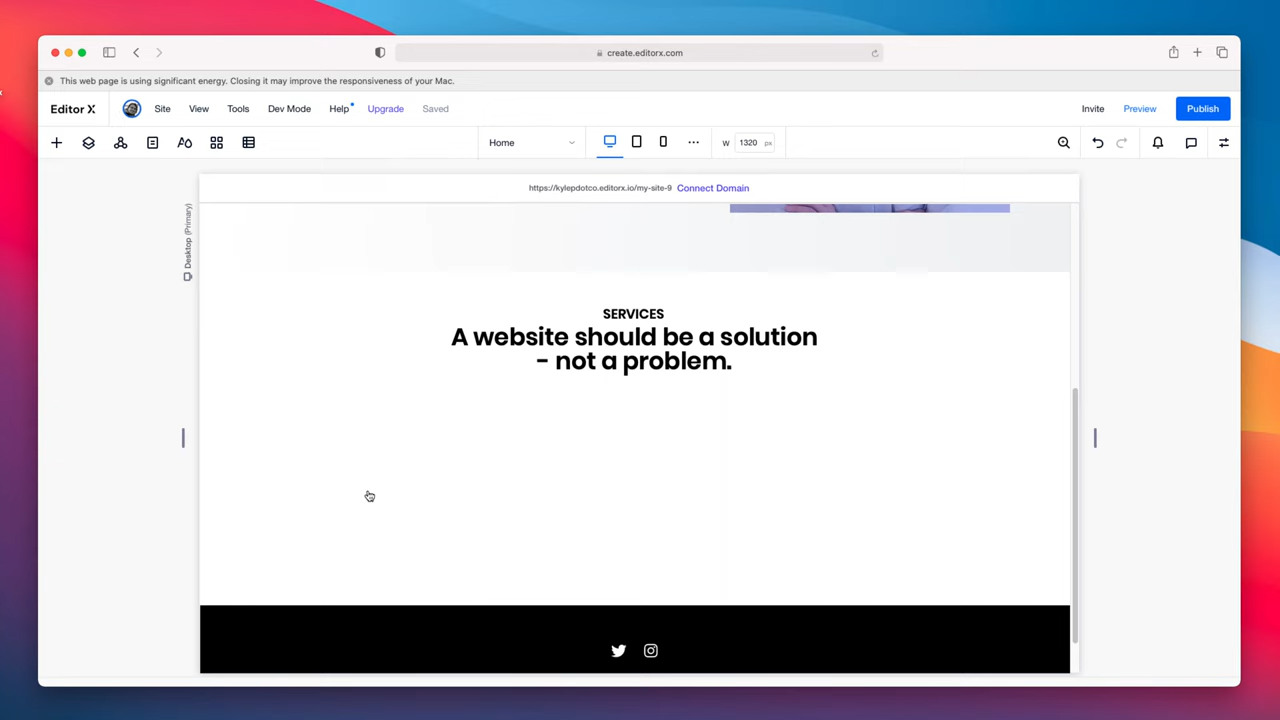 create.editorx.com
This web page is using significant energy. Closing it may improve the responsiveness of your Mac.
Editor X Site View Tools Dev Mode Help Upgrade Saved Invite Preview Publish
Home W 1320 px
https://kylepdotco.editorx.io/my-site-9 Connect Domain
Desktop (Primary)
SERVICES
A website should be a solution
- not a problem.